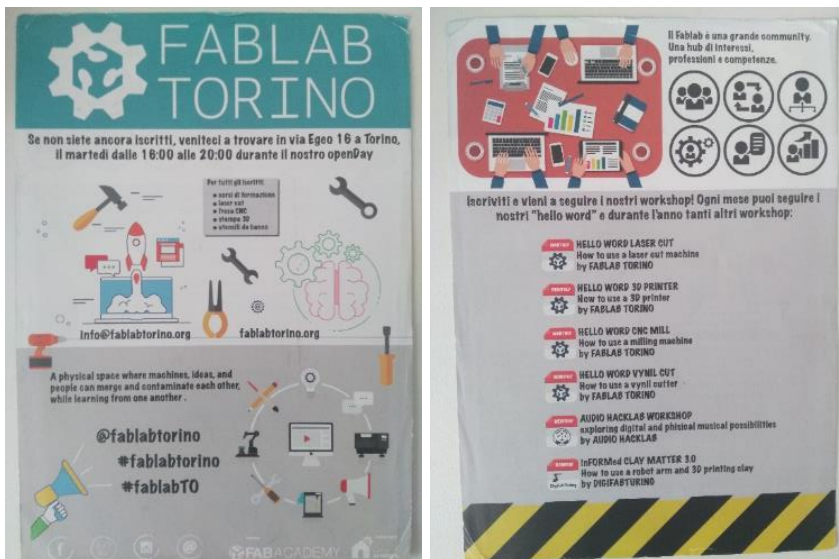 FABLAB
TORINO
Se non siete ancora iscritti, veniteci a trovare in via Egeo 16 a Torino,
il martedì dalle 16:00 alle 20:00 durante il nostro openDay
Per tutti gli iscritti:
corsi di formazione
laser cut
fresa CNC
stampa 3D
utensili da banco
info@fablabtorino.org
fablabtorino.org
A physical space where machines, ideas, and
people can merge and contaminate each other,
while learning from one another .
@fablabtorino
#fablabtorino
#fablabTO
FABACADEMY
Il Fablab è una grande community.
Una hub di interessi,
professioni e competenze.
Iscriviti e vieni a seguire i nostri workshop! Ogni mese puoi seguire i
nostri "hello word" e durante l'anno tanti altri workshop:
HELLO WORD LASER CUT
How to use a laser cut machine
by FABLAB TORINO
HELLO WORD 3D PRINTER
How to use a 3D printer
by FABLAB TORINO
HELLO WORD CNC MILL
How to use a milling machine
by FABLAB TORINO
HELLO WORD VYNIL CUT
How to use a vynil cutter
by FABLAB TORINO
AUDIO HACKLAB WORKSHOP
exploring digital and phisical musical possibilities
by AUDIO HACKLAB
InFORMed CLAY MATTER 3.0
How to use a robot arm and 3D printing clay
by DIGIFABTURINO